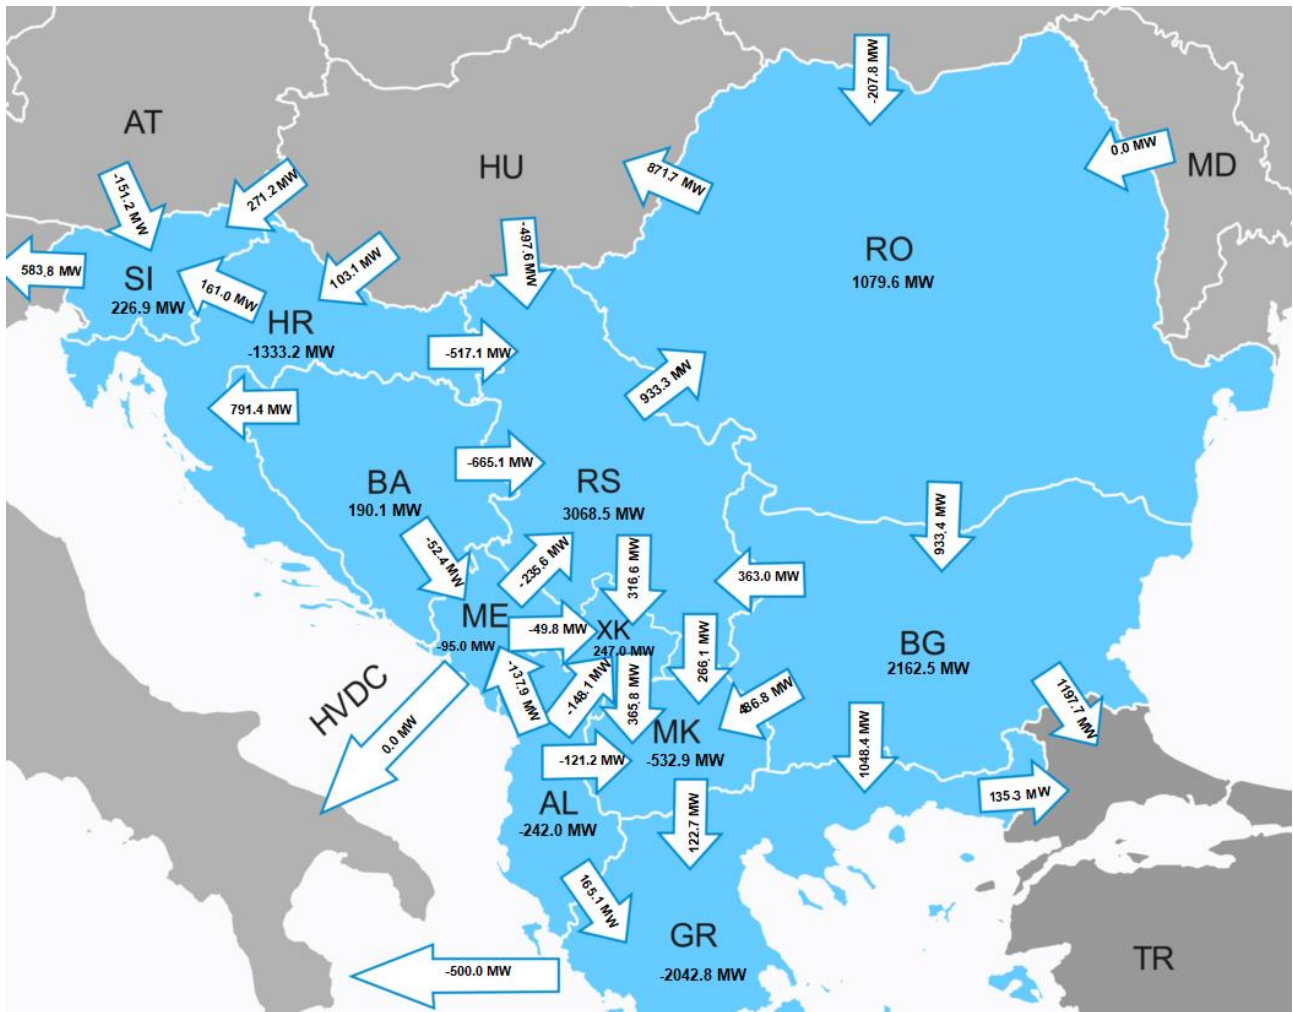 -207.8 MW
AT
0.0 MW
HU
MD
871.7 MW
-151.2 MW
271.2 MW
-497.6 MW
RO
1079.6 MW
103.1 MW
583.8 MW
SI
226.9 MW
161.0 MW
HR
-1333.2 MW
-517.1 MW
933.3 MW
791.4 MW
-665.1 MW
BA
190.1 MW
RS
3068.5 MW
933.4 MW
-52.4 MW
-235.6 MW
316.6 MW
363.0 MW
ME
-95.0 MW
-49.8 MW
XK
247.0 MW
266.1 MW
BG
2162.5 MW
HVDC
0.0 MW
-137.9 MW
-148.1 MW
365.8 MW
486.8 MW
1197.7 MW
MK
-532.9 MW
-121.2 MW
1048.4 MW
135.3 MW
AL
-242.0 MW
122.7 MW
165.1 MW
GR
-2042.8 MW
-500.0 MW
TR